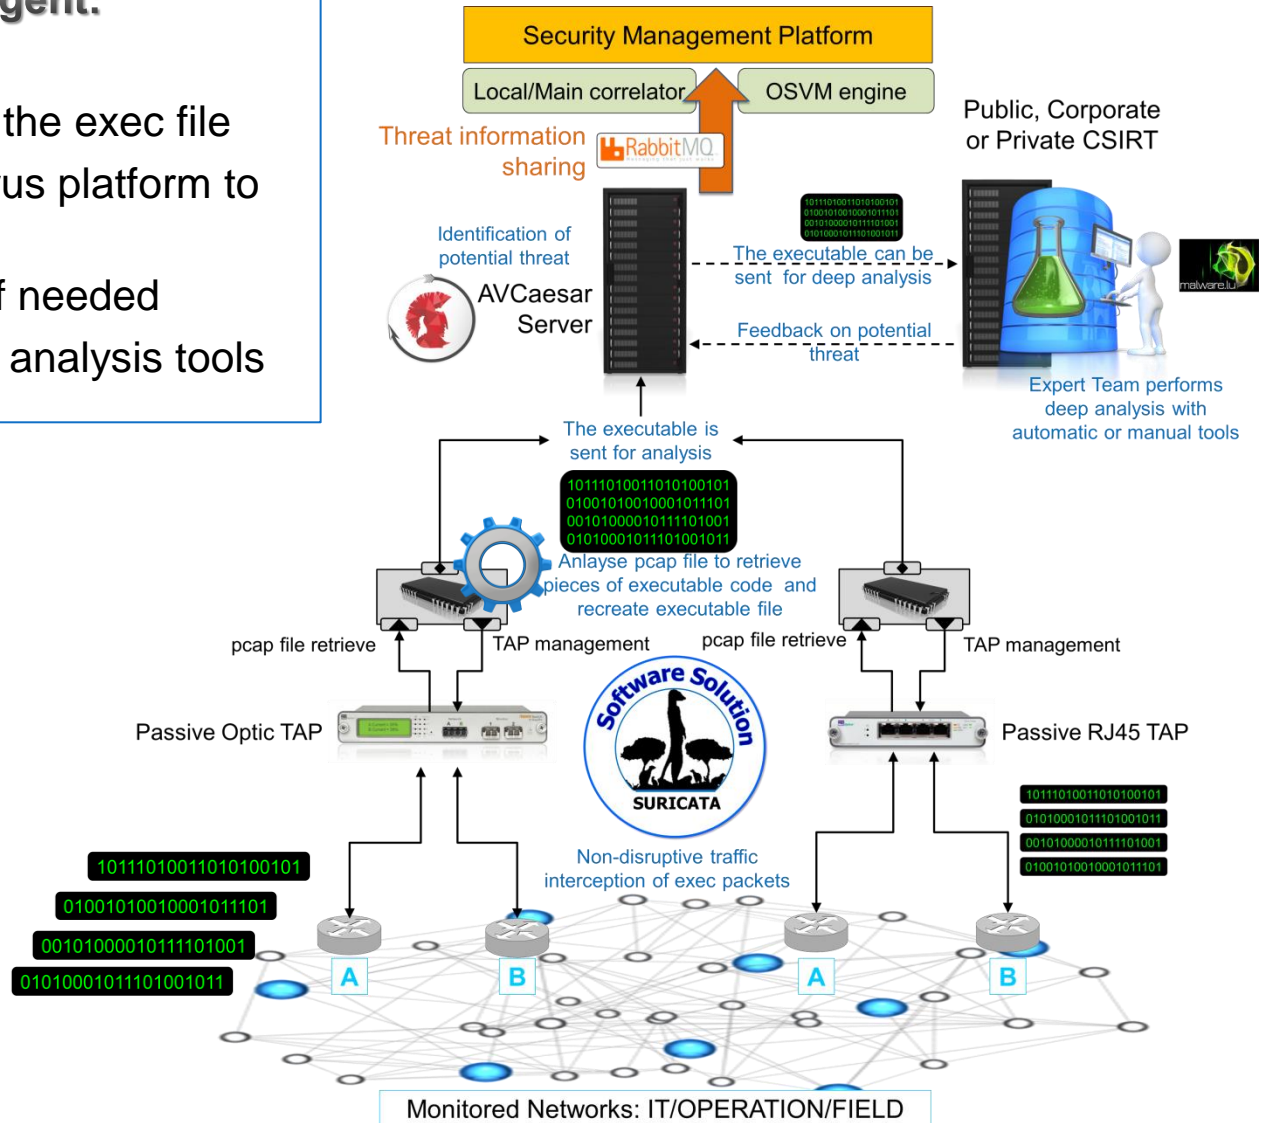 gent.
the exec file
rus platform to
f needed
analysis tools
Security Management Platform
Local/Main correlator
OSVM engine
Threat information
sharing
RabbitMQ
Public, Corporate
or Private CSIRT
10111010011010100101
01001010010001011101
00101000010111101001
01010001011101001011
Identification of
potential threat
The executable can be
sent for deep analysis
malware.lu
AVCaesar
Server
Feedback on potential
threat
Expert Team performs
deep analysis with
automatic or manual tools
The executable is
sent for analysis
10111010011010100101
01001010010001011101
00101000010111101001
01010001011101001011
Anlayse pcap file to retrieve
pieces of executable code and
recreate executable file
pcap file retrieve
TAP management
pcap file retrieve
TAP management
Software Solution
SURICATA
Passive Optic TAP
Passive RJ45 TAP
10111010011010100101
01010001011101001011
00101000010111101001
01001010010001011101
Non-disruptive traffic
interception of exec packets
10111010011010100101
01001010010001011101
00101000010111101001
01010001011101001011
A
B
A
B
Monitored Networks: IT/OPERATION/FIELD